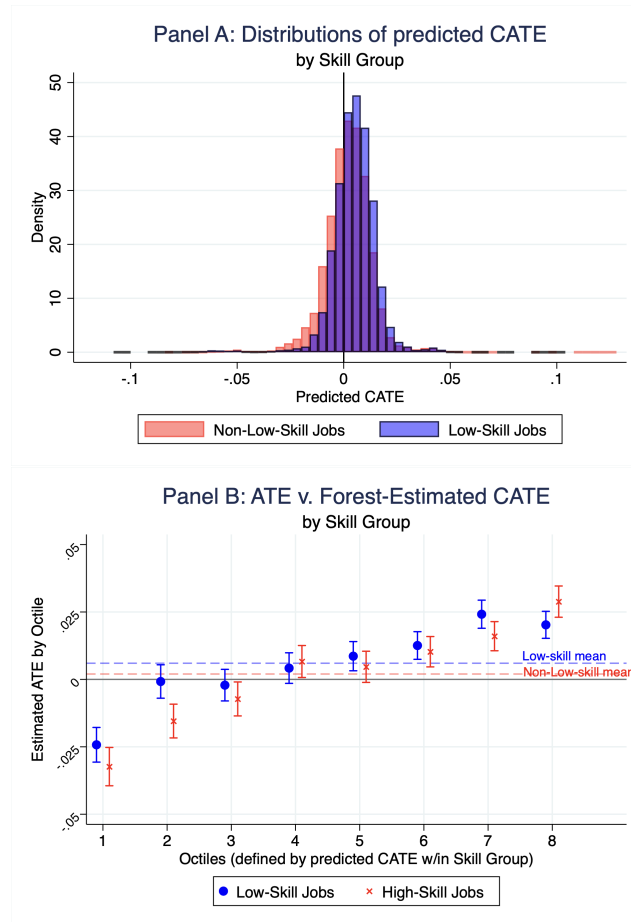 Panel A: Distributions of predicted CATE
by Skill Group
50
40
30
20
10
0
Density
-.1
-.05
0
.05
.1
Predicted CATE
Non-Low-Skill Jobs
Low-Skill Jobs
Panel B: ATE v. Forest-Estimated CATE
by Skill Group
.05
.025
0
-.025
-.05
Estimated ATE by Octile
Low-skill mean
Non-Low-skill mean
1
2
3
4
5
6
7
8
Octiles (defined by predicted CATE w/in Skill Group)
Low-Skill Jobs
High-Skill Jobs